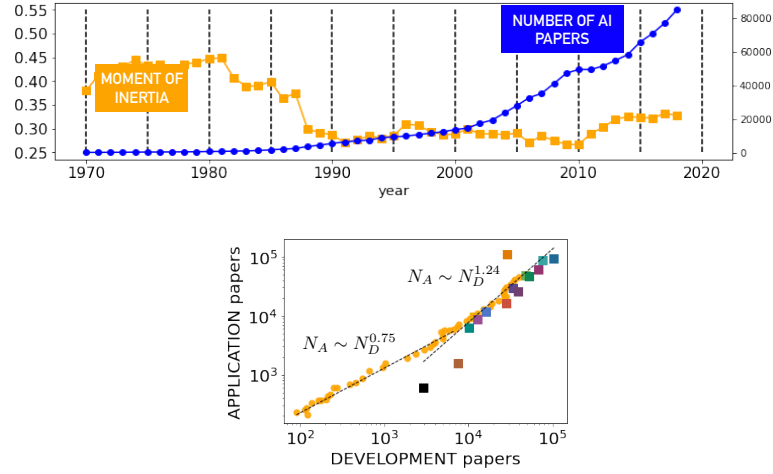 0.55
0.50
0.45
0.40
0.35
0.30
0.25
MOMENT OF
INERTIA
NUMBER OF AI
PAPERS
80000
60000
40000
20000
0
1970 1980 1990 2000 2010 2020
year
APPLICATION papers
10^5
10^4
10^3
N_A ∼ N_D^1.24
N_A ∼ N_D^0.75
10^2 10^3 10^4 10^5
DEVELOPMENT papers